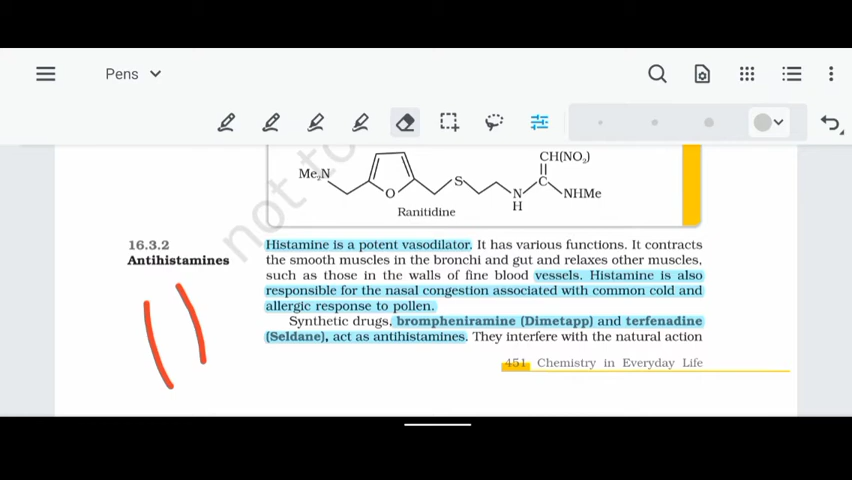 Pens
not to
CH(NO₂)
Me₂N
S
O
N
H
C
NHMe
Ranitidine
16.3.2
Antihistamines
Histamine is a potent vasodilator. It has various functions. It contracts
the smooth muscles in the bronchi and gut and relaxes other muscles,
such as those in the walls of fine blood vessels. Histamine is also
responsible for the nasal congestion associated with common cold and
allergic response to pollen.
Synthetic drugs, brompheniramine (Dimetapp) and terfenadine
(Seldane), act as antihistamines. They interfere with the natural action
451 Chemistry in Everyday Life